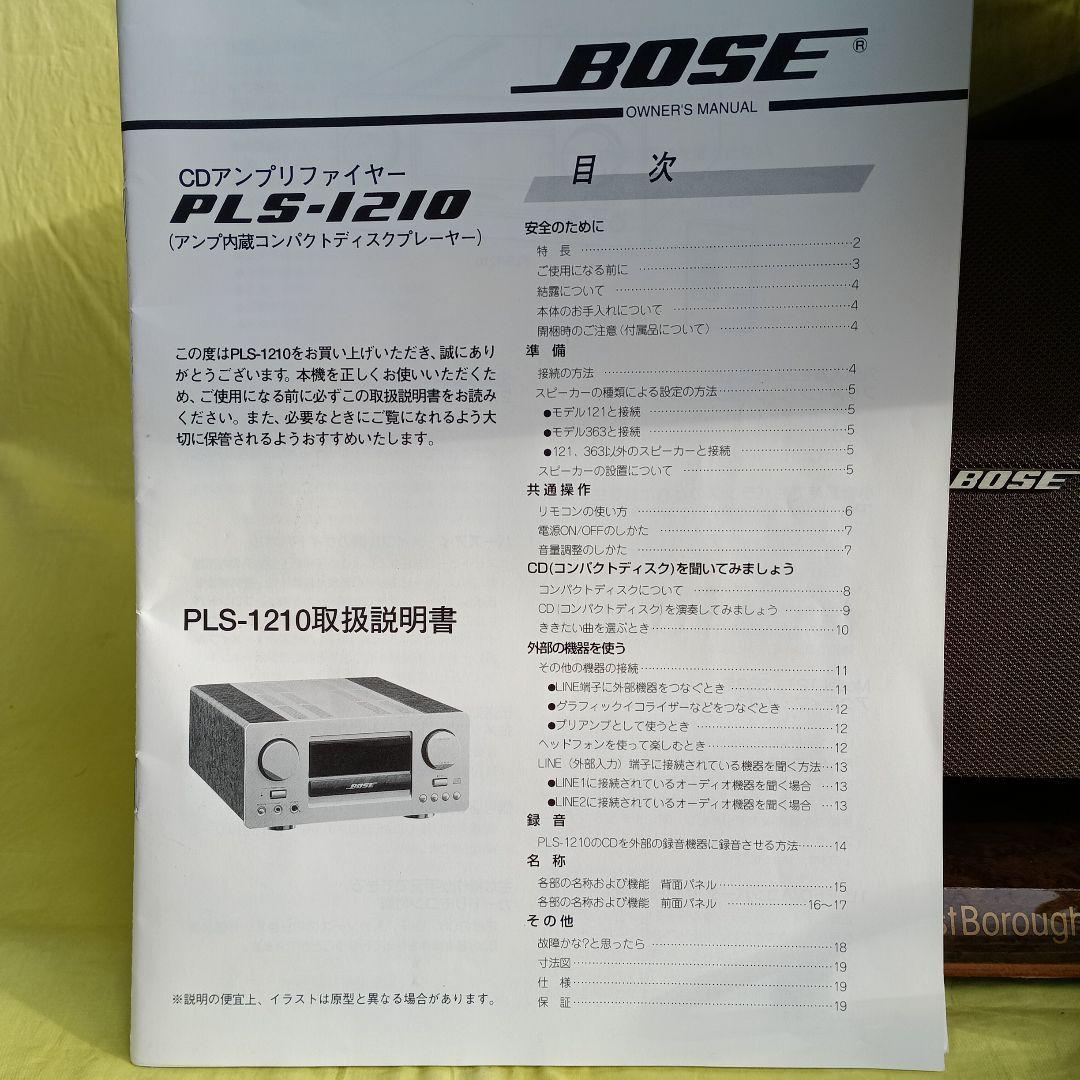 BOSE®
OWNER'S MANUAL
CDアンプリファイヤー
PLS-1210
(アンプ内蔵コンパクトディスクプレーヤー)
この度はPLS-1210をお買い上げいただき、誠にあり
がとうございます。本機を正しくお使いいただくた
め、ご使用になる前に必ずこの取扱説明書をお読み
ください。また、必要なときにご覧になれるよう大
切に保管されるようおすすめいたします。
PLS-1210取扱説明書
BOSE
※説明の便宜上、イラストは原型と異なる場合があります。
目 次
安全のために
特 長 ……………………2
ご使用になる前に ……………………3
結露について ……………………4
本体のお手入れについて ……………………4
開梱時のご注意(付属品について) ……………………4
準 備
接続の方法 ……………………4
スピーカーの種類による設定の方法……………………5
●モデル121と接続 ……………………5
●モデル363と接続 ……………………5
●121、363以外のスピーカーと接続 ……………………5
スピーカーの設置について ……………………5
共通操作
リモコンの使い方 ……………………6
電源ON/OFFのしかた ……………………7
音量調整のしかた ……………………7
CD(コンパクトディスク)を聞いてみましょう
コンパクトディスクについて ……………………8
CD(コンパクトディスク)を演奏してみましょう ……………9
ききたい曲を選ぶとき……………………10
外部の機器を使う
その他の機器の接続……………………11
●LINE端子に外部機器をつなぐとき ……………11
●グラフィックイコライザーなどをつなぐとき ………12
●プリアンプとして使うとき ……………………12
ヘッドフォンを使って楽しむとき……………………12
LINE(外部入力)端子に接続されている機器を聞く方法…13
●LINE1に接続されているオーディオ機器を聞く場合 …13
●LINE2に接続されているオーディオ機器を聞く場合 …13
録 音
PLS-1210のCDを外部の録音機器に録音させる方法………14
名 称
各部の名称および機能 背面パネル……………………15
各部の名称および機能 前面パネル ………………16〜17
その他
故障かな?と思ったら ……………………18
寸法図……………………19
仕 様……………………19
保 証……………………19
BOSE
stBorough